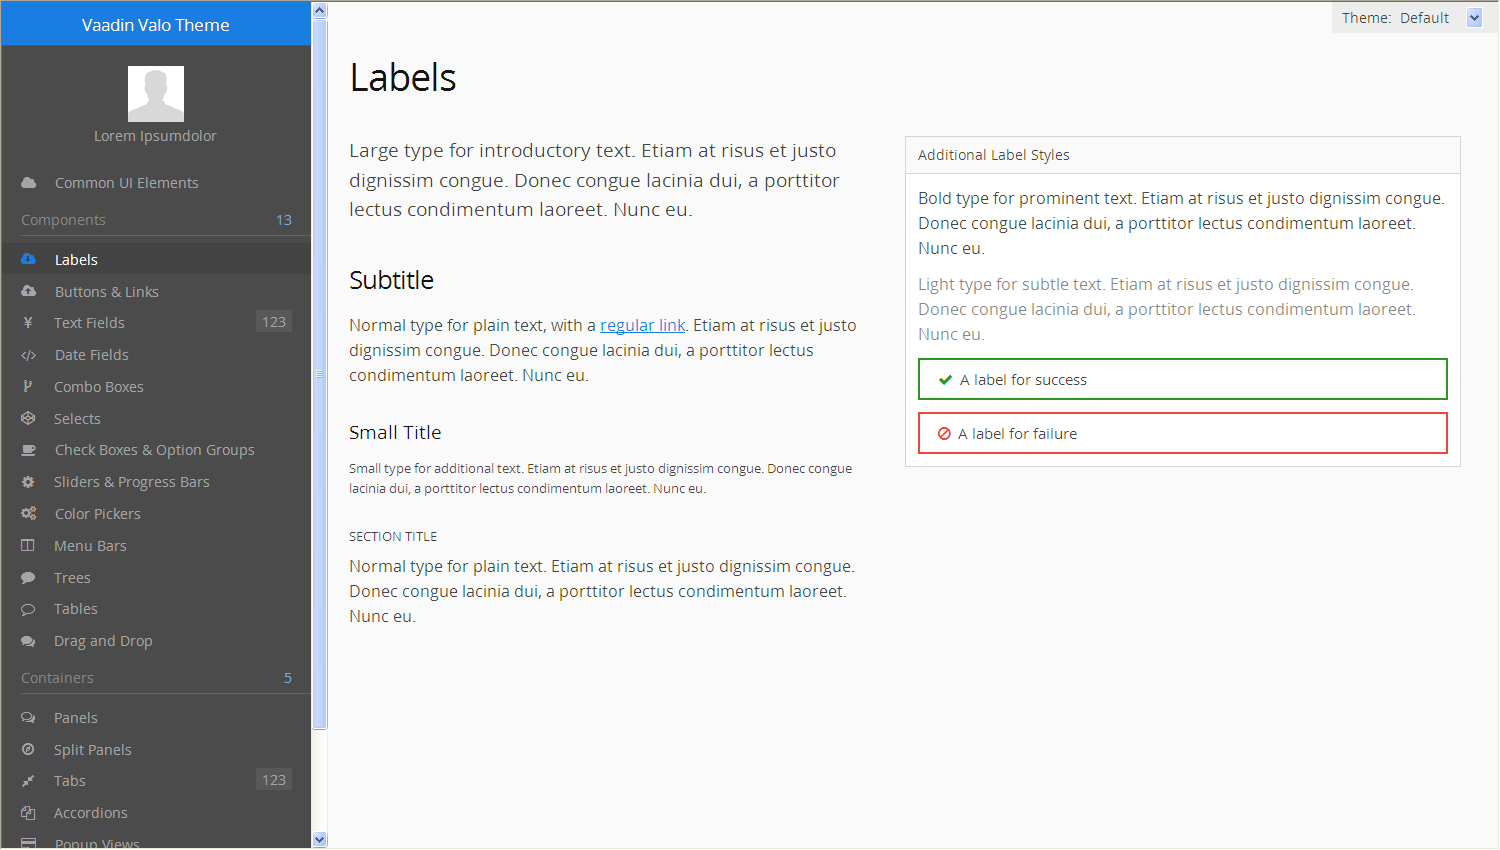 Vaadin Valo Theme
Lorem Ipsumdolor
Common UI Elements
Components 13
Labels
Buttons & Links
Text Fields 123
Date Fields
Combo Boxes
Selects
Check Boxes & Option Groups
Sliders & Progress Bars
Color Pickers
Menu Bars
Trees
Tables
Drag and Drop
Containers 5
Panels
Split Panels
Tabs 123
Accordions
Popup Views
Theme: Default
Labels
Large type for introductory text. Etiam at risus et justo
dignissim congue. Donec congue lacinia dui, a porttitor
lectus condimentum laoreet. Nunc eu.
Subtitle
Normal type for plain text, with a regular link. Etiam at risus et justo
dignissim congue. Donec congue lacinia dui, a porttitor lectus
condimentum laoreet. Nunc eu.
Small Title
Small type for additional text. Etiam at risus et justo dignissim congue. Donec congue
lacinia dui, a porttitor lectus condimentum laoreet. Nunc eu.
SECTION TITLE
Normal type for plain text. Etiam at risus et justo dignissim congue.
Donec congue lacinia dui, a porttitor lectus condimentum laoreet.
Nunc eu.
Additional Label Styles
Bold type for prominent text. Etiam at risus et justo dignissim congue.
Donec congue lacinia dui, a porttitor lectus condimentum laoreet.
Nunc eu.
Light type for subtle text. Etiam at risus et justo dignissim congue.
Donec congue lacinia dui, a porttitor lectus condimentum laoreet.
Nunc eu.
A label for success
A label for failure